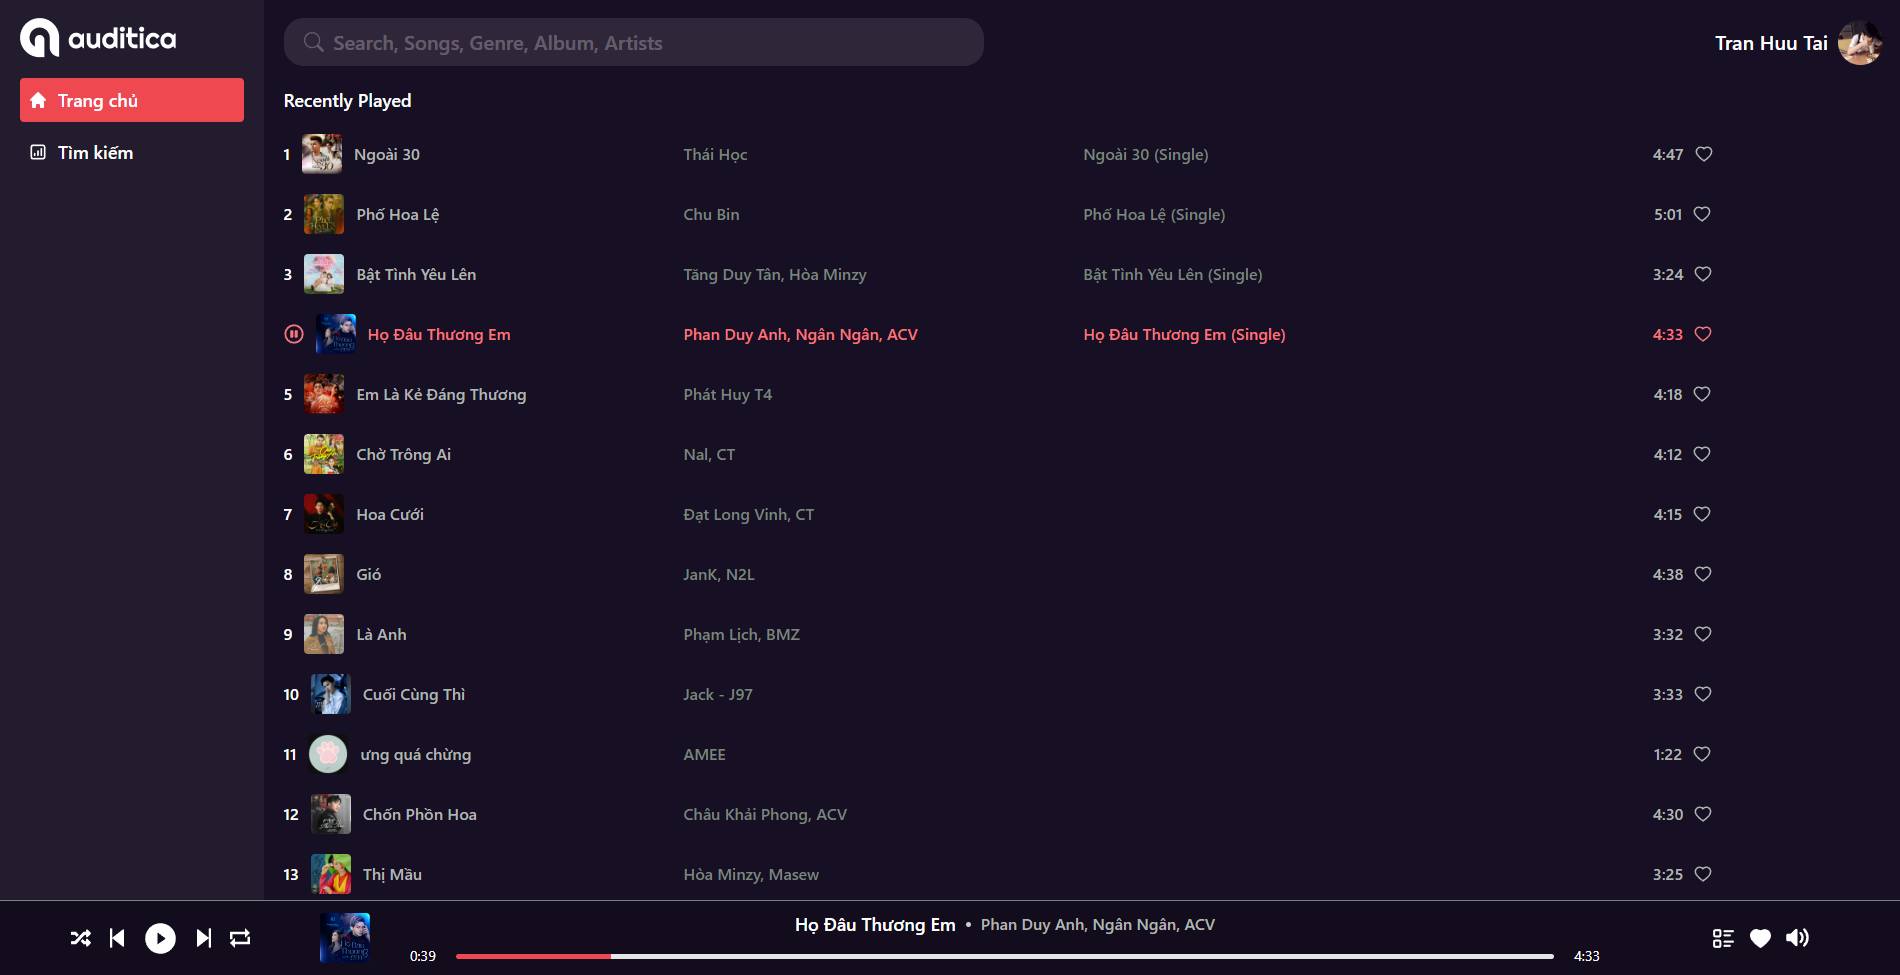 auditica
Search, Songs, Genre, Album, Artists
Tran Huu Tai
Trang chủ
Tìm kiếm
Recently Played
1 Ngoài 30 Thái Học Ngoài 30 (Single) 4:47
2 Phố Hoa Lệ Chu Bin Phố Hoa Lệ (Single) 5:01
3 Bật Tình Yêu Lên Tăng Duy Tân, Hòa Minzy Bật Tình Yêu Lên (Single) 3:24
Họ Đâu Thương Em Phan Duy Anh, Ngân Ngân, ACV Họ Đâu Thương Em (Single) 4:33
5 Em Là Kẻ Đáng Thương Phát Huy T4 4:18
6 Chờ Trông Ai Nal, CT 4:12
7 Hoa Cưới Đạt Long Vinh, CT 4:15
8 Gió JanK, N2L 4:38
9 Là Anh Phạm Lịch, BMZ 3:32
10 Cuối Cùng Thì Jack - J97 3:33
11 ưng quá chừng AMEE 1:22
12 Chốn Phồn Hoa Châu Khải Phong, ACV 4:30
13 Thị Mầu Hòa Minzy, Masew 3:25
Họ Đâu Thương Em • Phan Duy Anh, Ngân Ngân, ACV
0:39 4:33